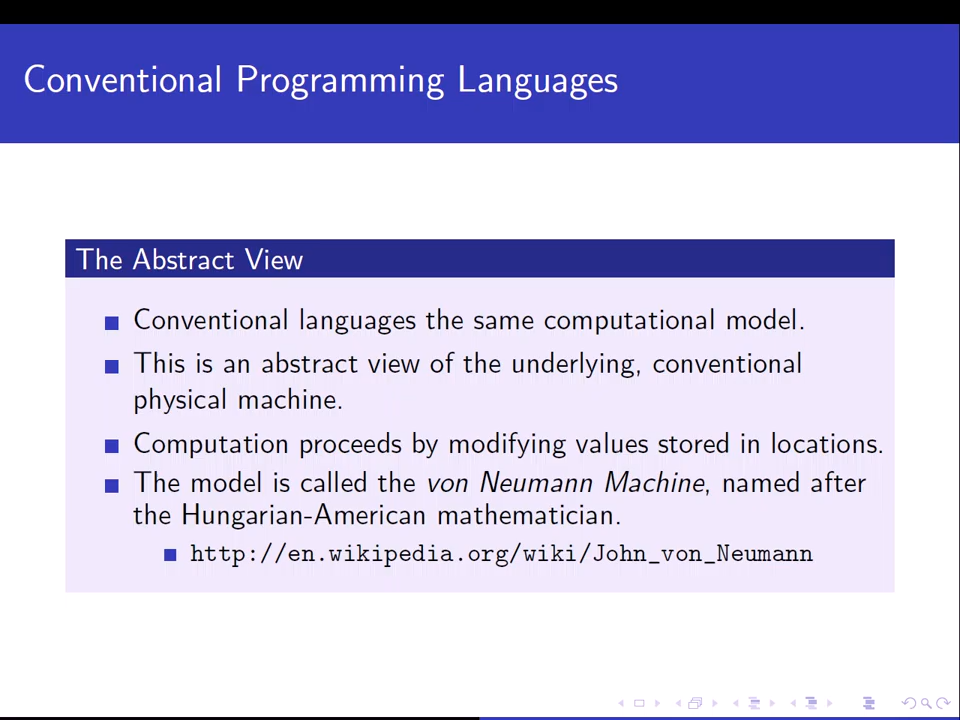 Conventional Programming Languages
The Abstract View
Conventional languages the same computational model.
This is an abstract view of the underlying, conventional
physical machine.
Computation proceeds by modifying values stored in locations.
The model is called the von Neumann Machine, named after
the Hungarian-American mathematician.
http://en.wikipedia.org/wiki/John_von_Neumann